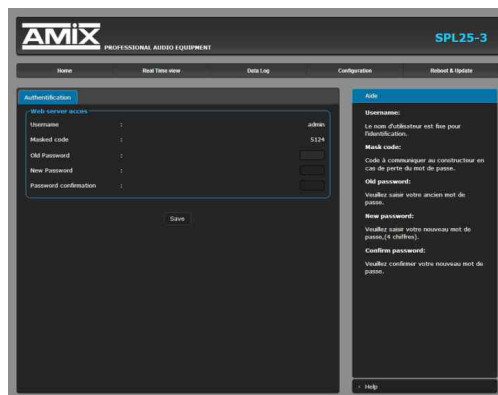 AMIX
PROFESSIONAL AUDIO EQUIPMENT
SPL25-3
Home
Real Time view
Data Log
Configuration
Reboot & Update
Authentification
Web server acces
Username : admin
Masked code : 5124
Old Password :
New Password :
Password confirmation :
Save
Aide
Username:
Le nom d'utilisateur est fixe pour
l'identification.
Mask code:
Code à communiquer au constructeur en
cas de perte du mot de passe.
Old password:
Veuillez saisir votre ancien mot de
passe.
New password:
Veuillez saisir votre nouveau mot de
passe,(4 chiffres).
Confirm password:
Veuillez confirmer votre nouveau mot de
passe.
Help